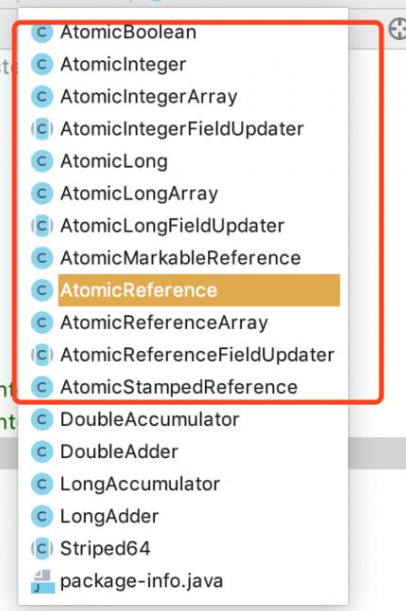 AtomicBoolean
AtomicInteger
AtomicIntegerArray
AtomicIntegerFieldUpdater
AtomicLong
AtomicLongArray
AtomicLongFieldUpdater
AtomicMarkableReference
AtomicReference
AtomicReferenceArray
AtomicReferenceFieldUpdater
AtomicStampedReference
DoubleAccumulator
DoubleAdder
LongAccumulator
LongAdder
Striped64
package-info.java